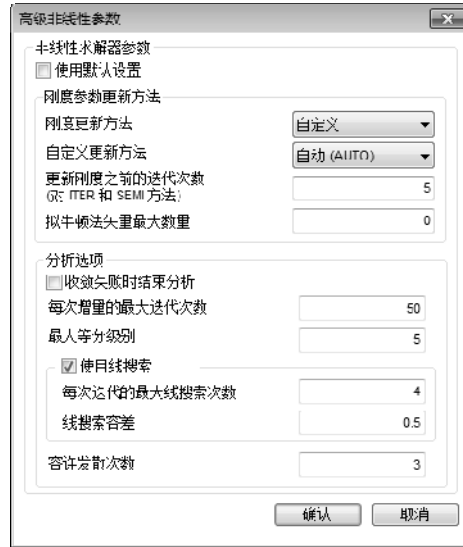 高级非线性参数
非线性求解器参数
使用默认设置
刚度参数更新方法
刚度更新方法 自定义
自定义更新方法 自动 (AUTO)
更新刚度之前的迭代次数 5
(仅 ITER 和 SEMI 方法)
拟牛顿法矢量最大数量 0
分析选项
收敛失败时结束分析
每次增量的最大迭代次数 50
最大等分级别 5
使用线搜索
每次迭代的最大线搜索次数 4
线搜索容差 0.5
容许发散次数 3
确认 取消